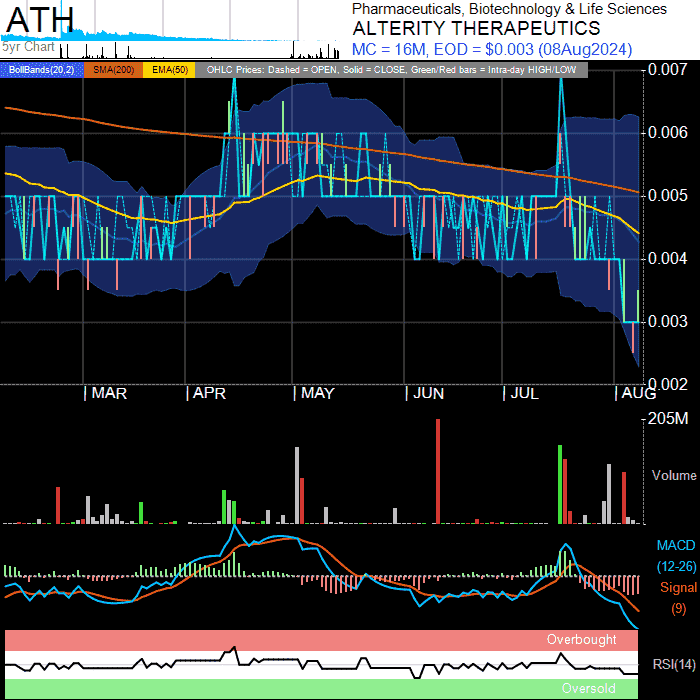 ATH
5yr Chart
Pharmaceuticals, Biotechnology & Life Sciences
ALTERITY THERAPEUTICS
MC = 16M, EOD = $0.003 (08Aug2024)
BollBands(20,2) SMA(200) EMA(50) OHLC Prices: Dashed = OPEN, Solid = CLOSE, Green/Red bars = Intra-day HIGH/LOW
0.007
0.006
0.005
0.004
0.003
0.002
MAR APR MAY JUN JUL AUG
205M
Volume
MACD
(12-26)
Signal
(9)
Overbought
RSI(14)
Oversold